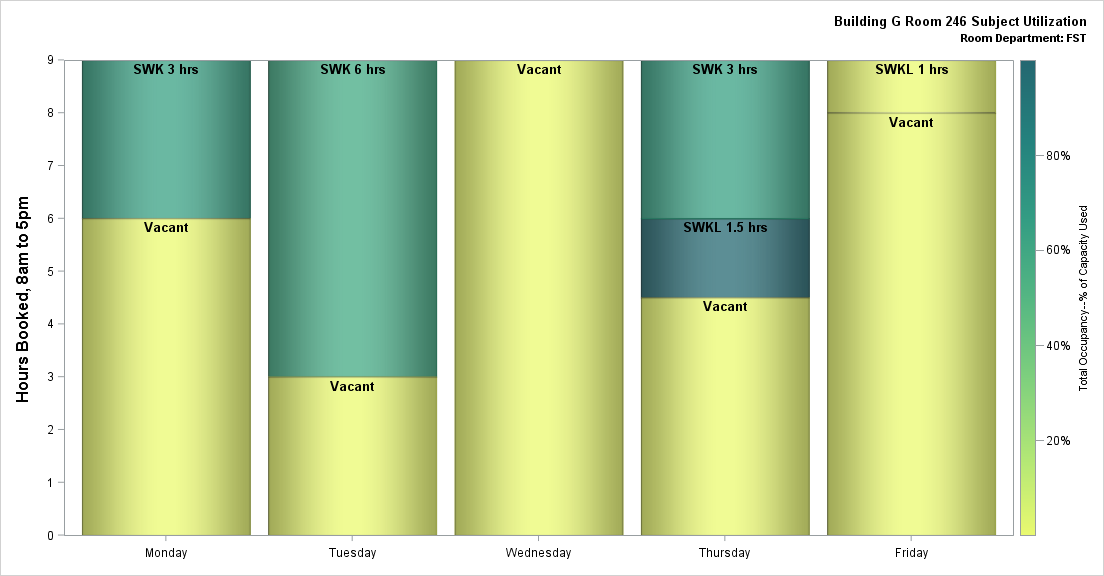 Building G Room 246 Subject Utilization
Room Department: FST
Hours Booked, 8am to 5pm
9
8
7
6
5
4
3
2
1
0
SWK 3 hrs
Vacant
SWK 6 hrs
Vacant
Vacant
SWK 3 hrs
SWKL 1.5 hrs
Vacant
SWKL 1 hrs
Vacant
Monday
Tuesday
Wednesday
Thursday
Friday
80%
60%
40%
20%
Total Occupancy--% of Capacity Used